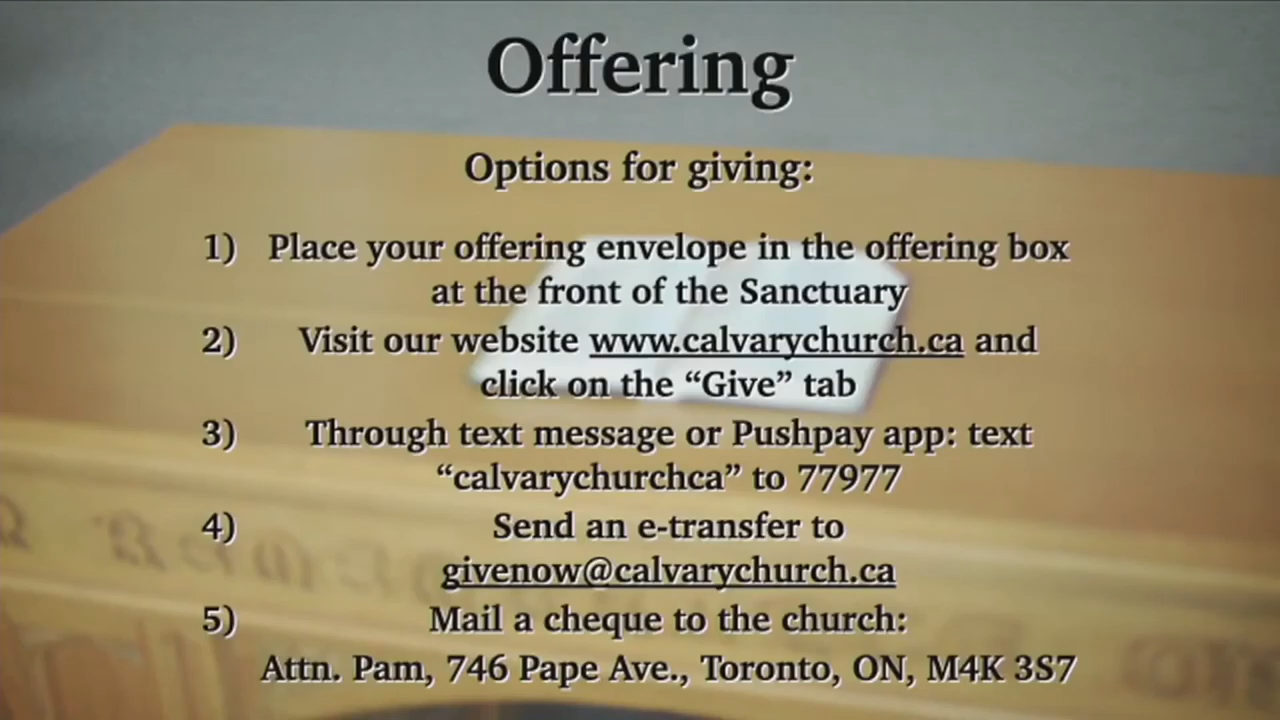 Offering
Options for giving:
1) Place your offering envelope in the offering box
at the front of the Sanctuary
2) Visit our website www.calvarychurch.ca and
click on the “Give” tab
3) Through text message or Pushpay app: text
“calvarychurchca” to 77977
4) Send an e-transfer to
givenow@calvarychurch.ca
5) Mail a cheque to the church:
Attn. Pam, 746 Pape Ave., Toronto, ON, M4K 3S7